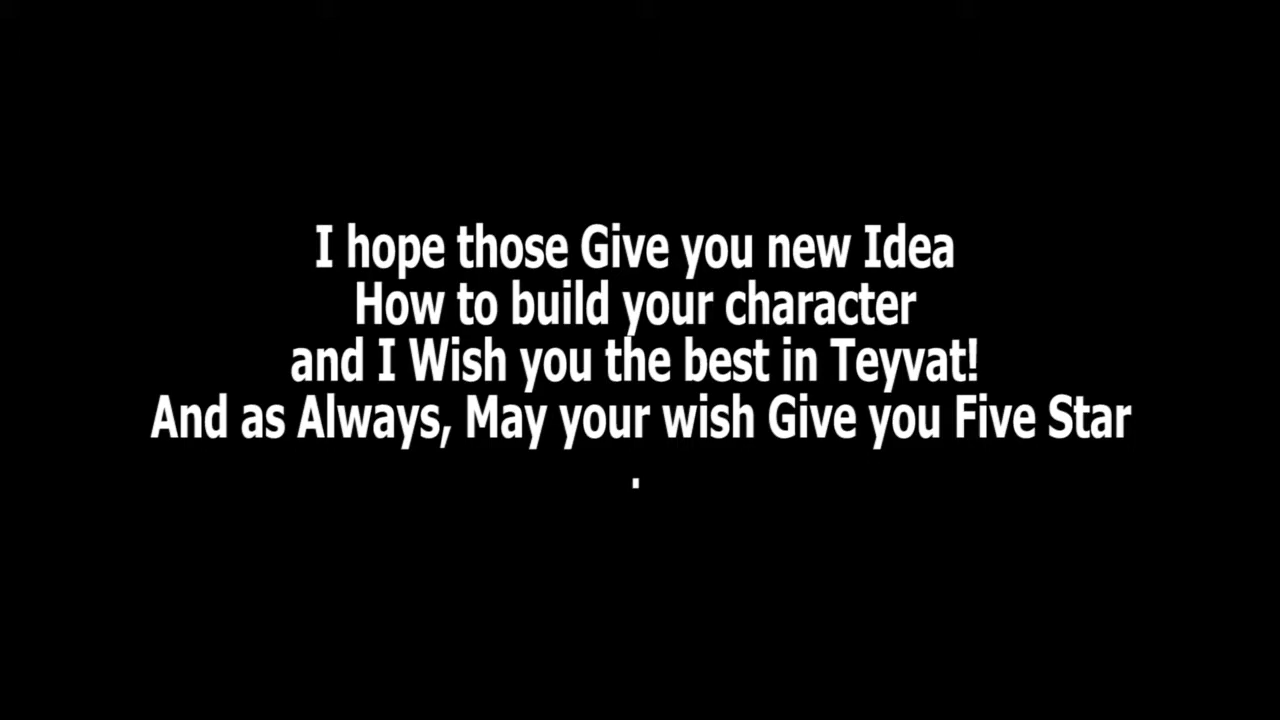 I hope those Give you new Idea
How to build your character
and I Wish you the best in Teyvat!
And as Always, May your wish Give you Five Star
.